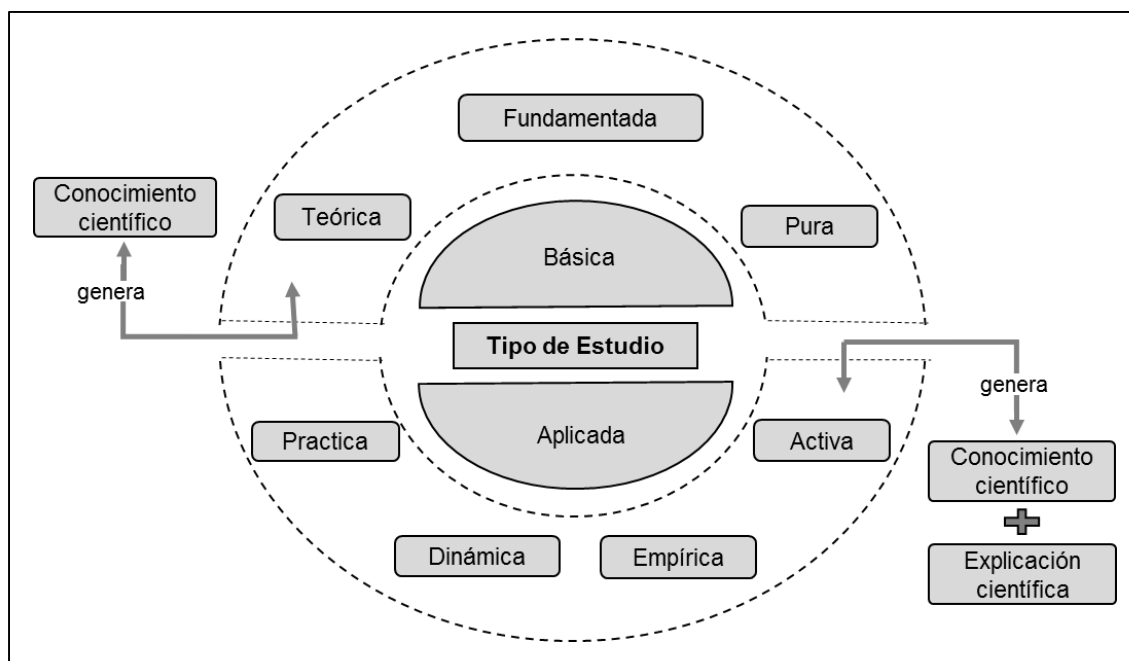 Fundamentada
Conocimiento
científico
Teórica
Pura
Básica
genera
Tipo de Estudio
genera
Practica
Aplicada
Activa
Conocimiento
científico
Dinámica
Empírica
Explicación
científica